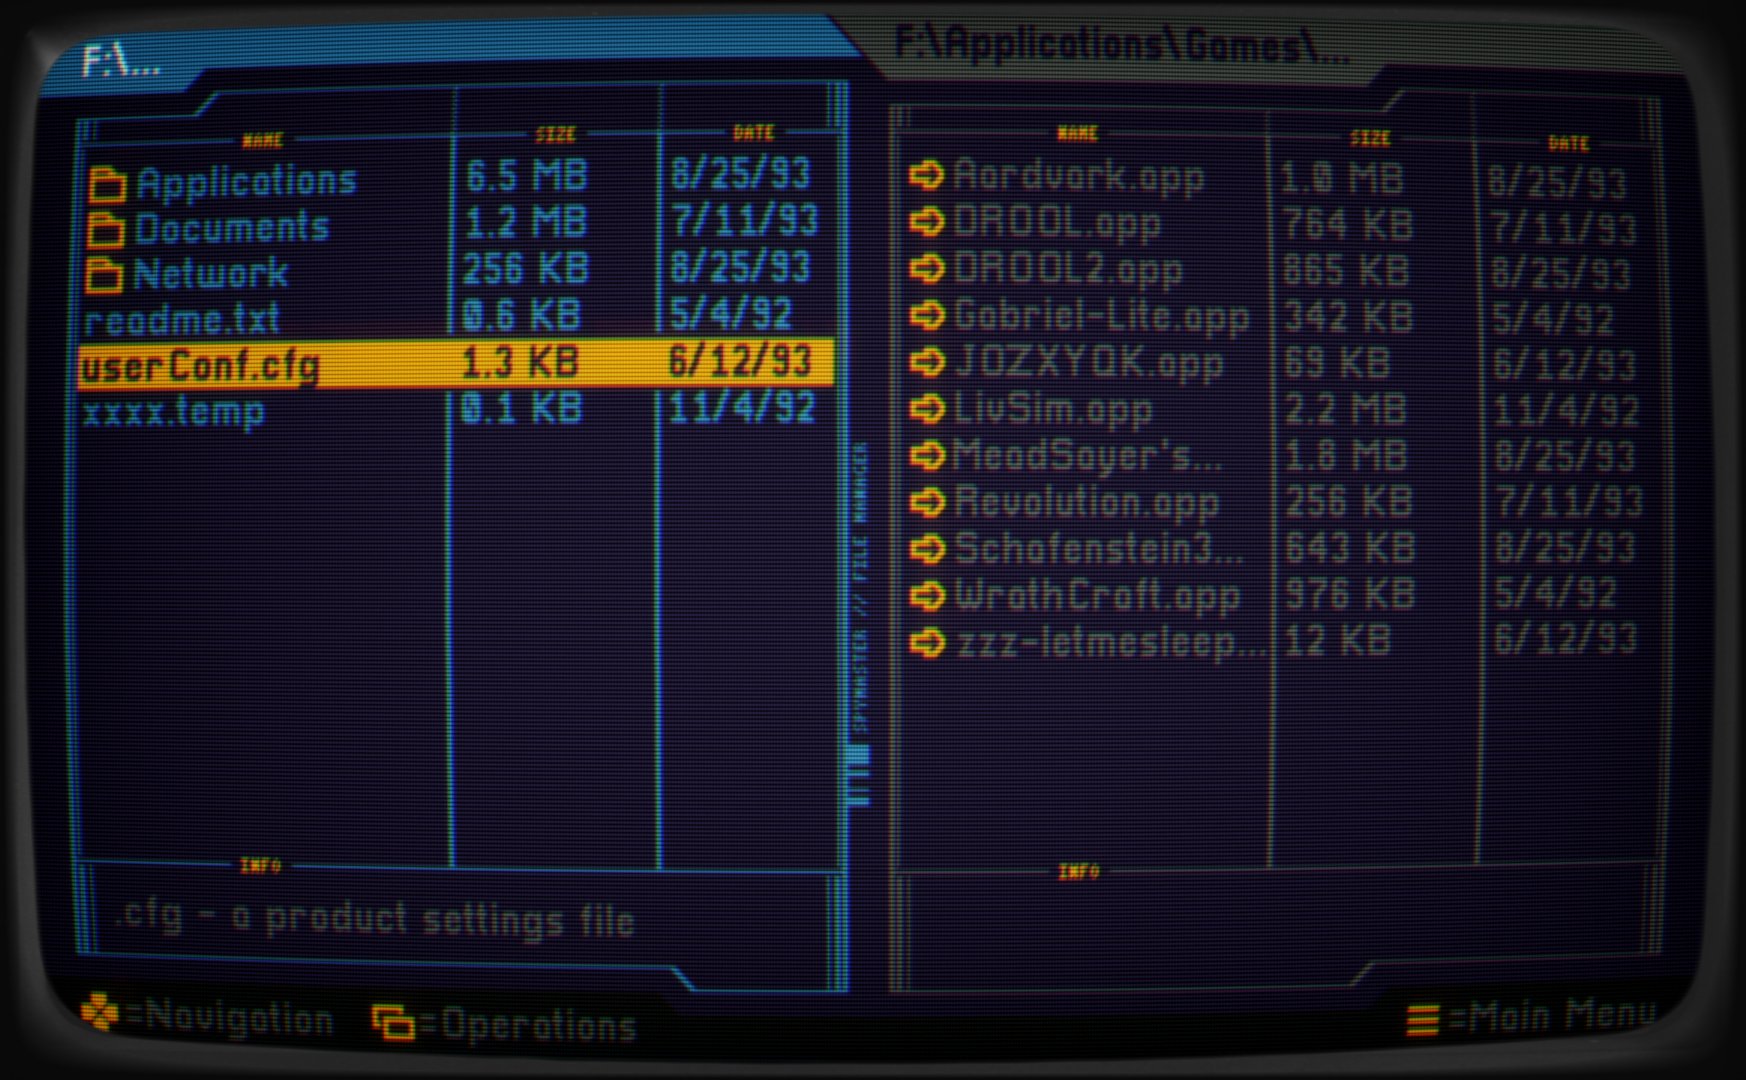 F:\...
NAME SIZE DATE
Applications 6.5 MB 8/25/93
Documents 1.2 MB 7/11/93
Network 256 KB 8/25/93
readme.txt 0.6 KB 5/4/92
userConf.cfg 1.3 KB 6/12/93
xxxx.temp 0.1 KB 11/4/92
INFO
.cfg - a product settings file
SPYMASTER // FILE MANAGER
F:\Applications\Games\...
NAME SIZE DATE
Aardvark.app 1.0 MB 8/25/93
DROOL.app 764 KB 7/11/93
DROOL2.app 865 KB 8/25/93
Gabriel-Lite.app 342 KB 5/4/92
JOZXYQK.app 69 KB 6/12/93
LivSim.app 2.2 MB 11/4/92
MeadSayer's... 1.8 MB 8/25/93
Revolution.app 256 KB 7/11/93
Schafenstein3... 643 KB 8/25/93
WrathCraft.app 976 KB 5/4/92
zzz-letmesleep... 12 KB 6/12/93
INFO
=Navigation =Operations =Main Menu